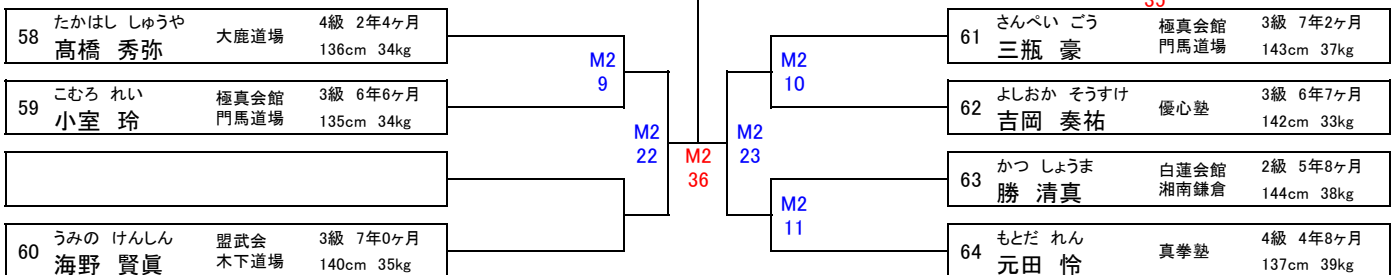 35
58
たかはし しゅうや
髙橋 秀弥
大鹿道場
4級 2年4ヶ月
136cm 34kg
59
こむろ れい
小室 玲
極真会館
門馬道場
3級 6年6ヶ月
135cm 34kg
60
うみの けんしん
海野 賢眞
盟武会
木下道場
3級 7年0ヶ月
140cm 35kg
M2
9
M2
22
M2
36
M2
23
M2
10
M2
11
61
さんぺい ごう
三瓶 豪
極真会館
門馬道場
3級 7年2ヶ月
143cm 37kg
62
よしおか そうすけ
吉岡 奏祐
優心塾
3級 6年7ヶ月
142cm 33kg
63
かつ しょうま
勝 清真
白蓮会館
湘南鎌倉
2級 5年8ヶ月
144cm 38kg
64
もとだ れん
元田 怜
真拳塾
4級 4年8ヶ月
137cm 39kg